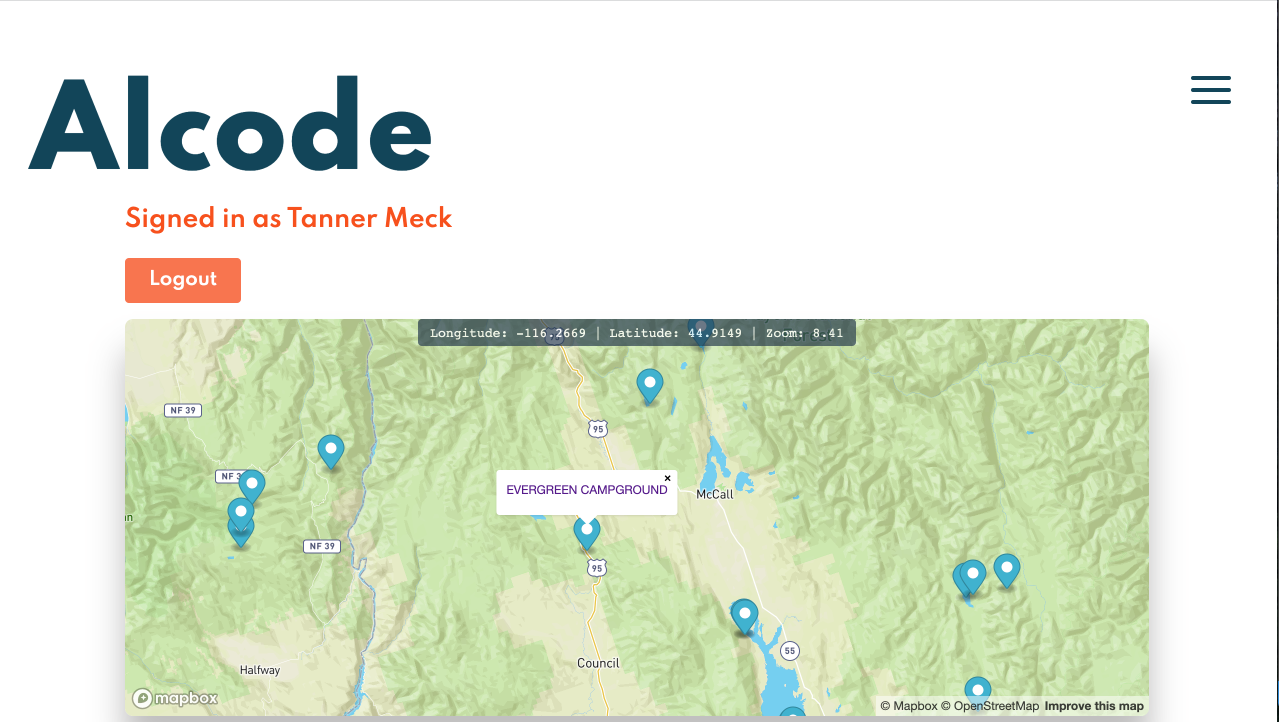 Alcode
Signed in as Tanner Meck
Logout
Longitude: -116.2669 | Latitude: 44.9149 | Zoom: 8.41
NF 39
95
NF 3
×
EVERGREEN CAMPGROUND
McCall
NF 39
95
55
Council
Halfway
mapbox
© Mapbox © OpenStreetMap Improve this map